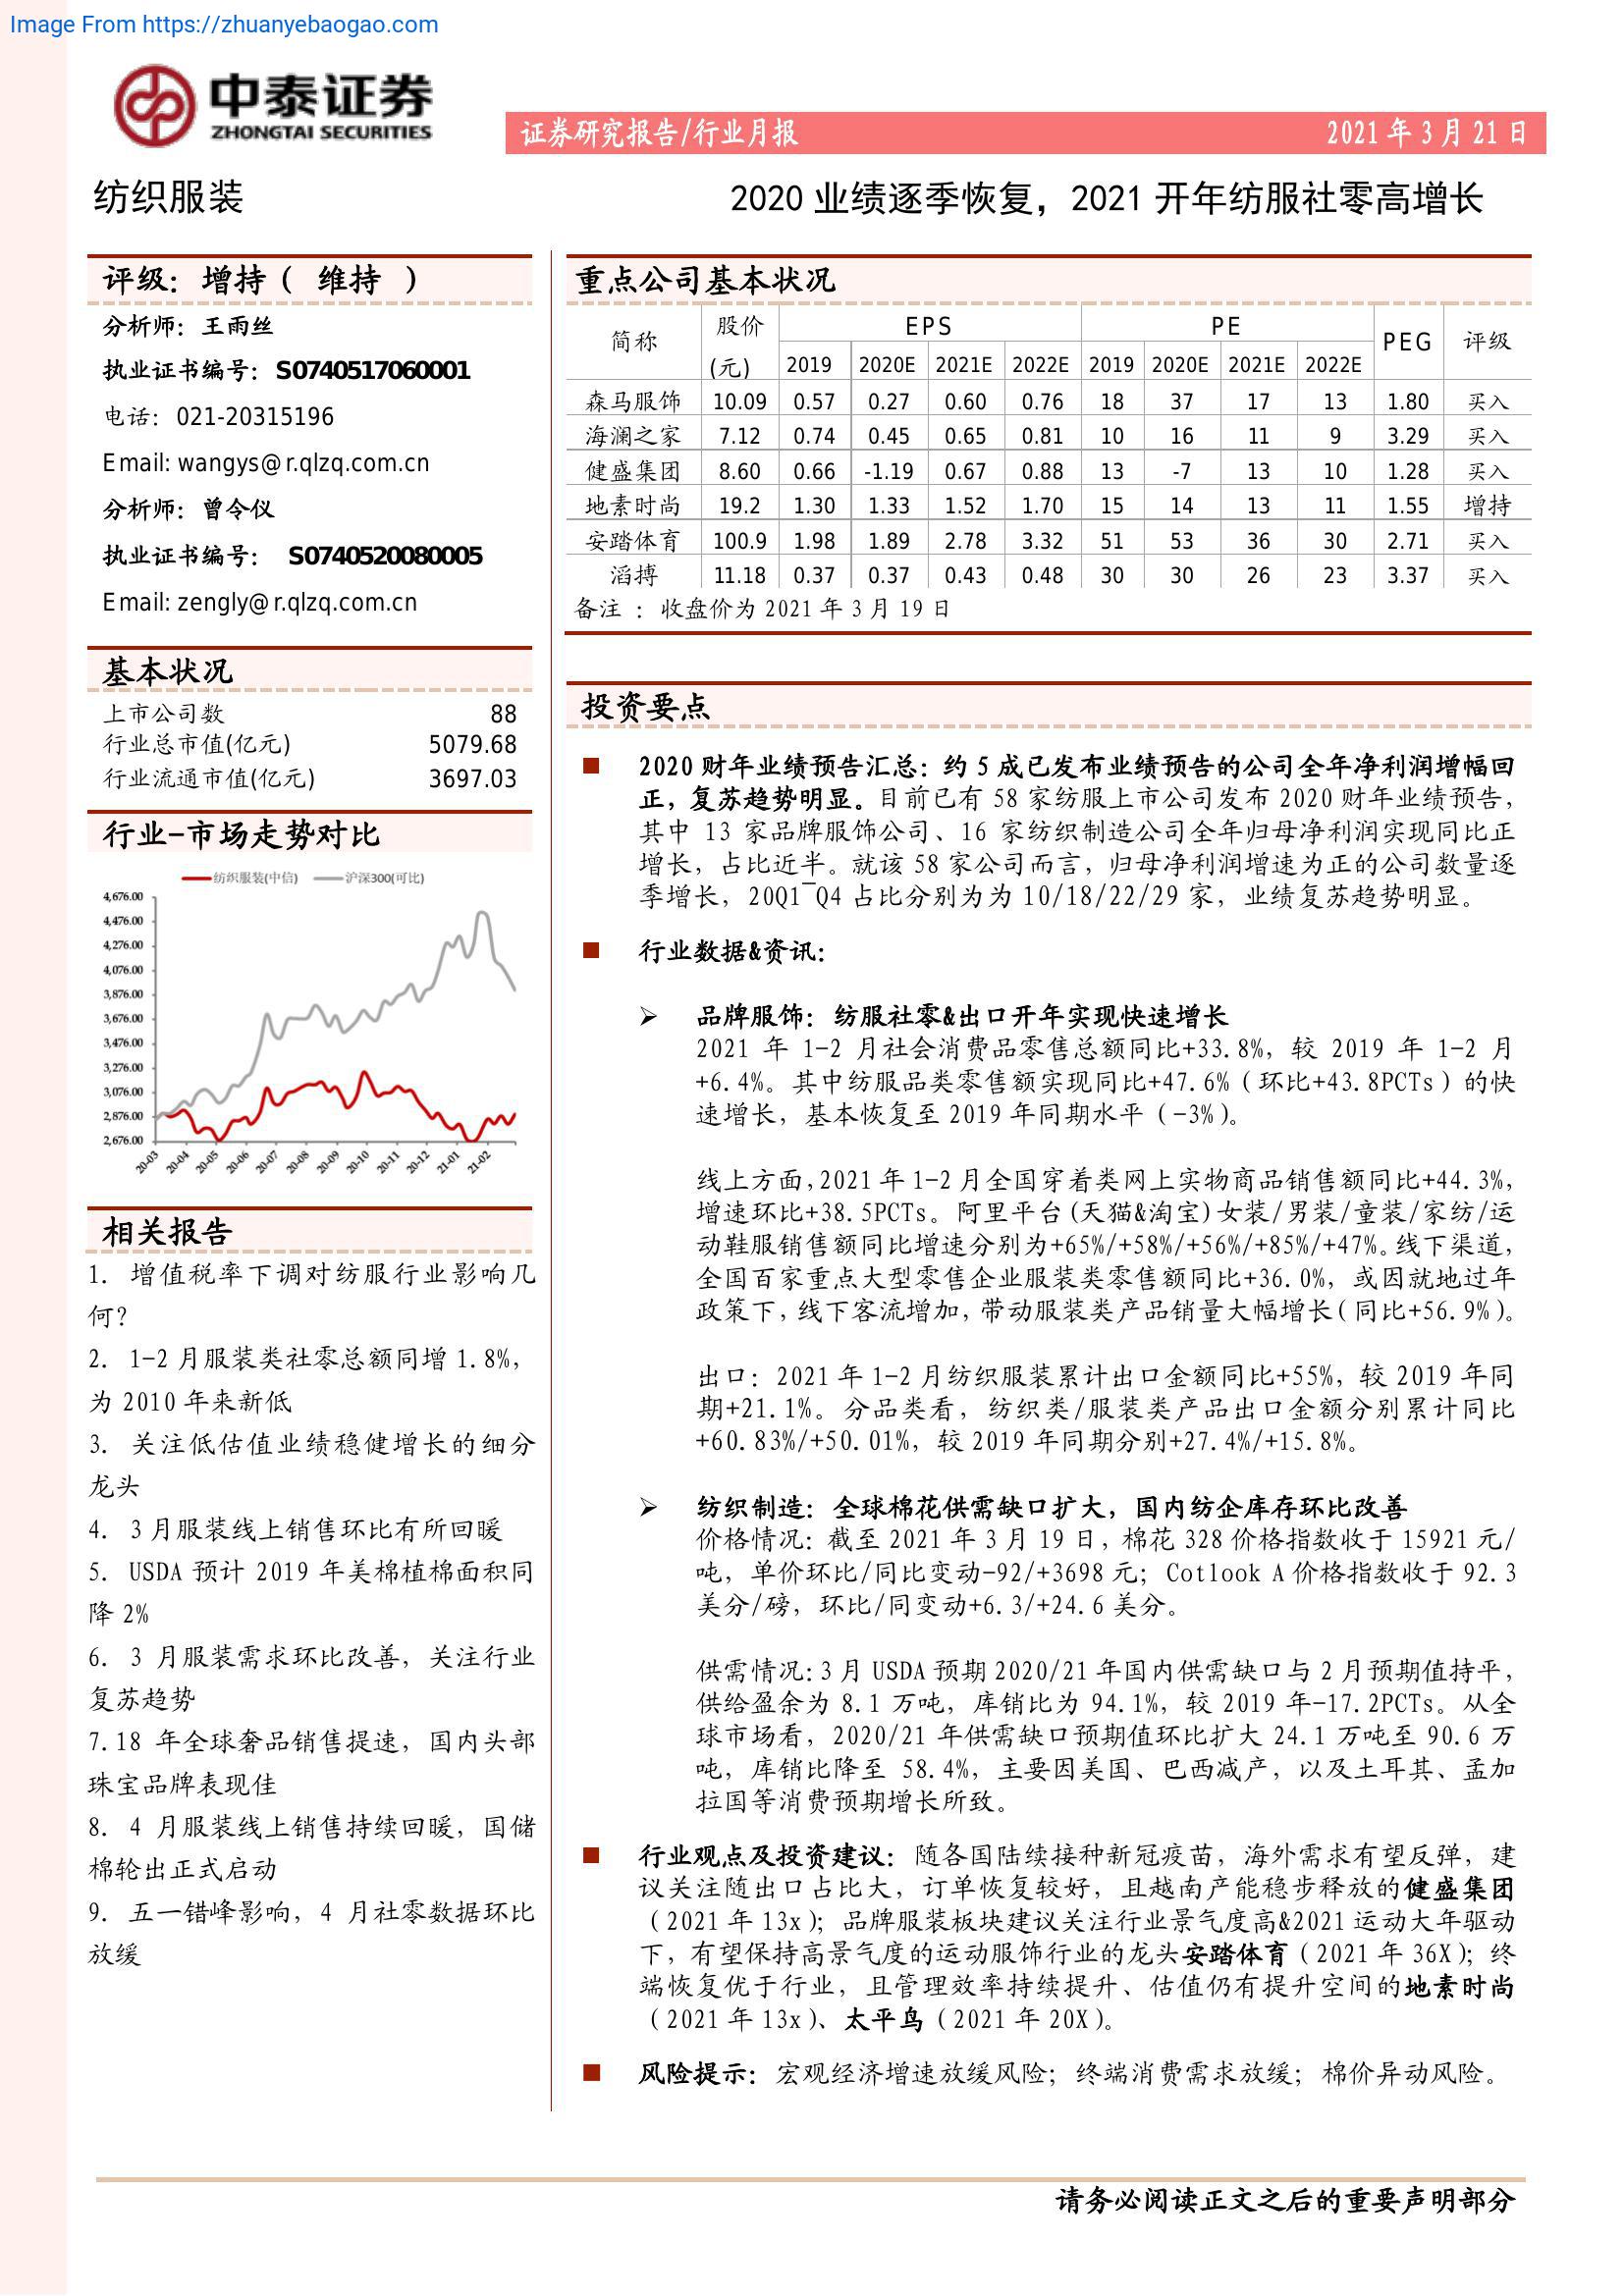 Image From https://zhuanyebaogao.com
中泰证券
ZHONGTAI SECURITIES
证券研究报告/行业月报
2021 年 3 月 21 日
纺织服装
2020 业绩逐季恢复，2021 开年纺服社零高增长
评级：增持（ 维持 ）
分析师：王雨丝
执业证书编号：S0740517060001
电话：021-20315196
Email: wangys@r.qlzq.com.cn
分析师：曾令仪
执业证书编号： S0740520080005
Email: zengly@r.qlzq.com.cn
基本状况
上市公司数 88
行业总市值(亿元) 5079.68
行业流通市值(亿元) 3697.03
行业-市场走势对比
纺织服装(中信) 沪深300(可比)
4,676.00
4,476.00
4,276.00
4,076.00
3,876.00
3,676.00
3,476.00
3,276.00
3,076.00
2,876.00
2,676.00
20-03 20-04 20-05 20-06 20-07 20-08 20-09 20-10 20-11 20-12 21-01 21-02
相关报告
1. 增值税率下调对纺服行业影响几
何？
2. 1-2 月服装类社零总额同增 1.8%，
为 2010 年来新低
3. 关注低估值业绩稳健增长的细分
龙头
4. 3 月服装线上销售环比有所回暖
5. USDA 预计 2019 年美棉植棉面积同
降 2%
6. 3 月服装需求环比改善，关注行业
复苏趋势
7.18 年全球奢品销售提速，国内头部
珠宝品牌表现佳
8. 4 月服装线上销售持续回暖，国储
棉轮出正式启动
9. 五一错峰影响，4 月社零数据环比
放缓
重点公司基本状况
简称 股价 EPS PE PEG 评级
(元) 2019 2020E 2021E 2022E 2019 2020E 2021E 2022E
森马服饰 10.09 0.57 0.27 0.60 0.76 18 37 17 13 1.80 买入
海澜之家 7.12 0.74 0.45 0.65 0.81 10 16 11 9 3.29 买入
健盛集团 8.60 0.66 -1.19 0.67 0.88 13 -7 13 10 1.28 买入
地素时尚 19.2 1.30 1.33 1.52 1.70 15 14 13 11 1.55 增持
安踏体育 100.9 1.98 1.89 2.78 3.32 51 53 36 30 2.71 买入
滔搏 11.18 0.37 0.37 0.43 0.48 30 30 26 23 3.37 买入
备注 ：收盘价为 2021 年 3 月 19 日
投资要点
■ 2020 财年业绩预告汇总：约 5 成已发布业绩预告的公司全年净利润增幅回
正，复苏趋势明显。目前已有 58 家纺服上市公司发布 2020 财年业绩预告，
其中 13 家品牌服饰公司、16 家纺织制造公司全年归母净利润实现同比正
增长，占比近半。就该 58 家公司而言，归母净利润增速为正的公司数量逐
季增长，20Q1~Q4 占比分别为为 10/18/22/29 家，业绩复苏趋势明显。
■ 行业数据&资讯：
➢ 品牌服饰：纺服社零&出口开年实现快速增长
2021 年 1-2 月社会消费品零售总额同比+33.8%，较 2019 年 1-2 月
+6.4%。其中纺服品类零售额实现同比+47.6%（环比+43.8PCTs）的快
速增长，基本恢复至 2019 年同期水平（-3%）。
线上方面，2021 年 1-2 月全国穿着类网上实物商品销售额同比+44.3%，
增速环比+38.5PCTs。阿里平台(天猫&淘宝)女装/男装/童装/家纺/运
动鞋服销售额同比增速分别为+65%/+58%/+56%/+85%/+47%。线下渠道，
全国百家重点大型零售企业服装类零售额同比+36.0%，或因就地过年
政策下，线下客流增加，带动服装类产品销量大幅增长（同比+56.9%）。
出口：2021 年 1-2 月纺织服装累计出口金额同比+55%，较 2019 年同
期+21.1%。分品类看，纺织类/服装类产品出口金额分别累计同比
+60.83%/+50.01%，较 2019 年同期分别+27.4%/+15.8%。
➢ 纺织制造：全球棉花供需缺口扩大，国内纺企库存环比改善
价格情况：截至 2021 年 3 月 19 日，棉花 328 价格指数收于 15921 元/
吨，单价环比/同比变动-92/+3698 元；Cotlook A 价格指数收于 92.3
美分/磅，环比/同变动+6.3/+24.6 美分。
供需情况：3 月 USDA 预期 2020/21 年国内供需缺口与 2 月预期值持平，
供给盈余为 8.1 万吨，库销比为 94.1%，较 2019 年-17.2PCTs。从全
球市场看，2020/21 年供需缺口预期值环比扩大 24.1 万吨至 90.6 万
吨，库销比降至 58.4%，主要因美国、巴西减产，以及土耳其、孟加
拉国等消费预期增长所致。
■ 行业观点及投资建议：随各国陆续接种新冠疫苗，海外需求有望反弹，建
议关注随出口占比大，订单恢复较好，且越南产能稳步释放的健盛集团
（2021 年 13x）；品牌服装板块建议关注行业景气度高&2021 运动大年驱动
下，有望保持高景气度的运动服饰行业的龙头安踏体育（2021 年 36X）；终
端恢复优于行业，且管理效率持续提升、估值仍有提升空间的地素时尚
（2021 年 13x）、太平鸟（2021 年 20X）。
■ 风险提示：宏观经济增速放缓风险；终端消费需求放缓；棉价异动风险。
请务必阅读正文之后的重要声明部分